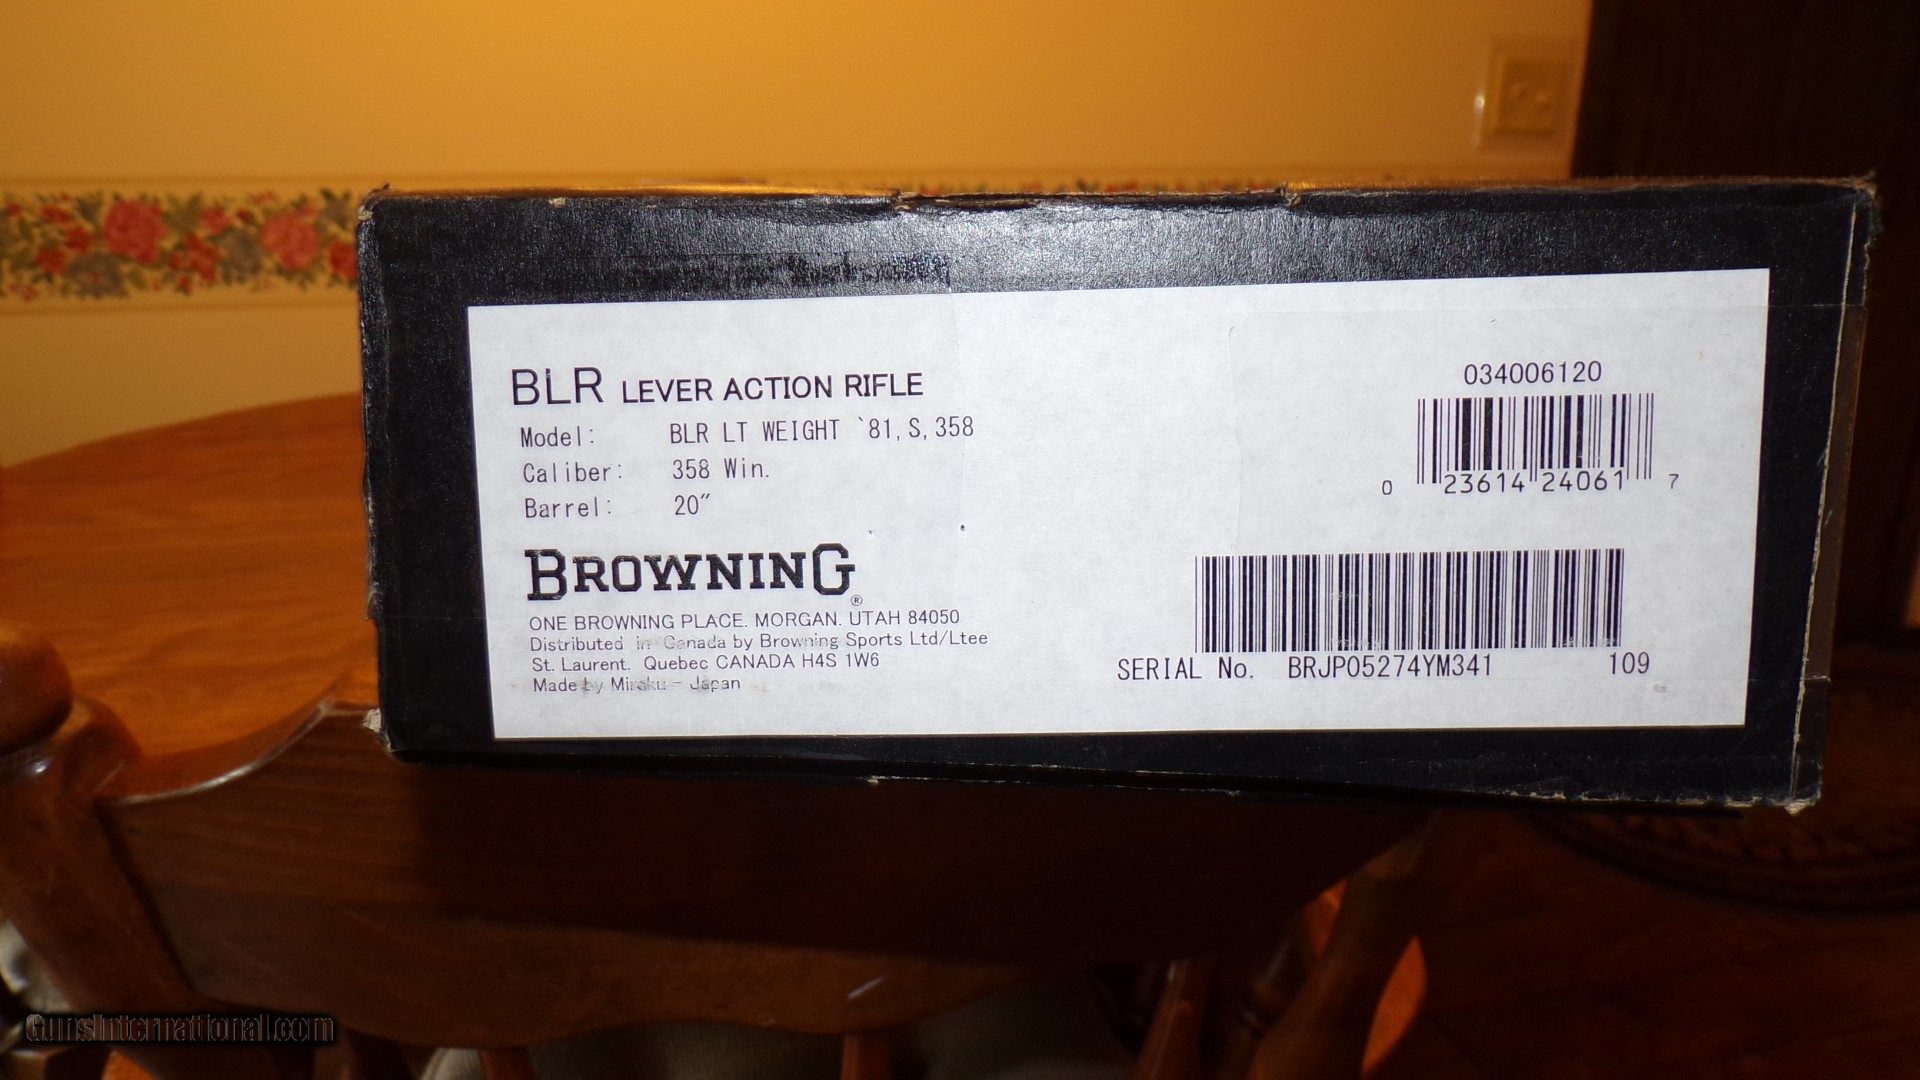 BLR LEVER ACTION RIFLE
Model: BLR LT WEIGHT `81, S, 358
Caliber: 358 Win.
Barrel: 20"
BROWNING®
ONE BROWNING PLACE. MORGAN. UTAH 84050
Distributed in Canada by Browning Sports Ltd/Ltee
St. Laurent. Quebec CANADA H4S 1W6
Made by Miroku - Japan
034006120
0 23614 24061 7
SERIAL No. BRJP05274YM341 109
GunsInternational.com